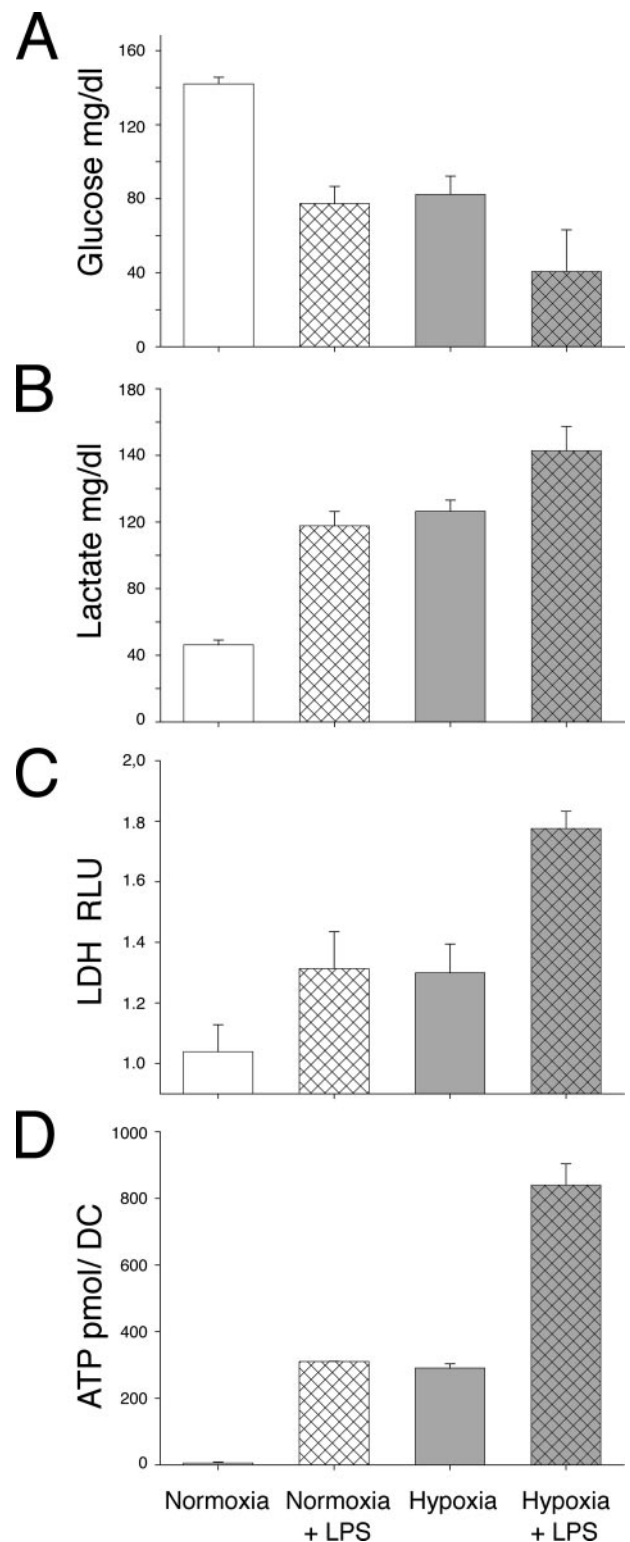 A
Glucose mg/dl
160
120
80
40
0
B
Lactate mg/dl
180
140
120
80
40
0
C
LDH RLU
2,0
1.8
1.6
1.4
1.2
1.0
D
ATP pmol/ DC
1000
800
600
400
200
0
Normoxia
Normoxia
+ LPS
Hypoxia
Hypoxia
+ LPS